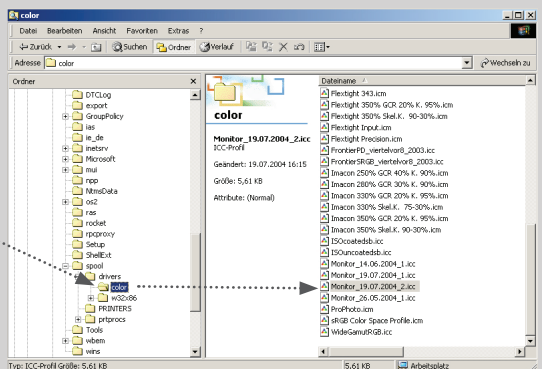 color
Datei Bearbeiten Ansicht Favoriten Extras ?
Zurück Suchen Ordner Verlauf
Adresse color Wechseln zu
Ordner
DTCLog
export
GroupPolicy
ias
ie_de
inetsrv
Microsoft
mui
npp
NtmsData
os2
ras
rocket
rpcproxy
Setup
ShellExt
spool
drivers
color
w32x86
PRINTERS
prtprocs
Tools
wbem
wins
color
Monitor_19.07.2004_2.icc
ICC-Profil
Geändert: 19.07.2004 16:15
Größe: 5,61 KB
Attribute: (Normal)
Dateiname
Flextight 343.icm
Flextight 350% GCR 20% K. 95%.icm
Flextight 350% Skel.K. 90-30%.icm
Flextight Input.icm
Flextight Precision.icm
FrontierPD_viertelvor8_2003.icc
FrontierSRGB_viertelvor8_2003.icc
Imacon 250% GCR 40% K. 90%.icm
Imacon 280% GCR 30% K. 90%.icm
Imacon 330% GCR 20% K. 95%.icm
Imacon 330% Skel.K. 75-30%.icm
Imacon 350% GCR 20% K. 95%.icm
Imacon 350% Skel.K. 90-30%.icm
ISOcoatedsb.icc
ISOuncoatedsb.icc
Monitor_14.06.2004_1.icc
Monitor_19.07.2004_1.icc
Monitor_19.07.2004_2.icc
Monitor_26.05.2004_1.icc
ProPhoto.icm
sRGB Color Space Profile.icm
WideGamutRGB.icc
Typ: ICC-Profil Größe: 5,61 KB 5,61 KB Arbeitsplatz